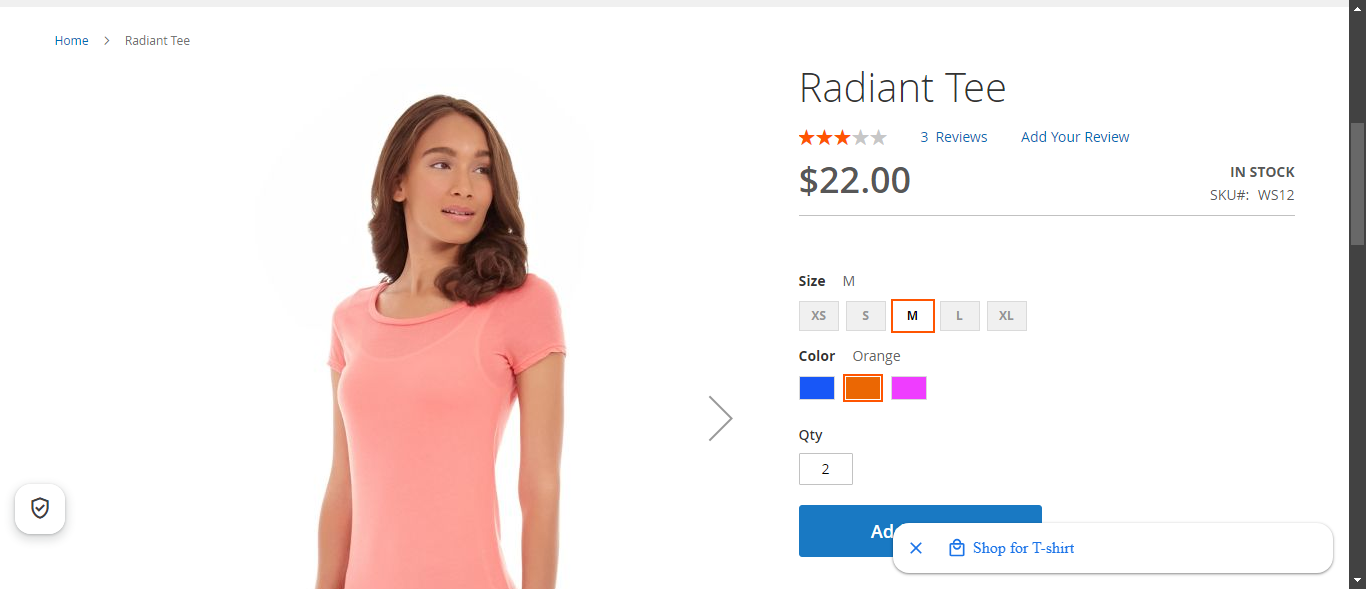 Home > Radiant Tee
Radiant Tee
3 Reviews Add Your Review
$22.00
IN STOCK
SKU#: WS12
Size M
XS S M L XL
Color Orange
Qty
2
Ad
Shop for T-shirt